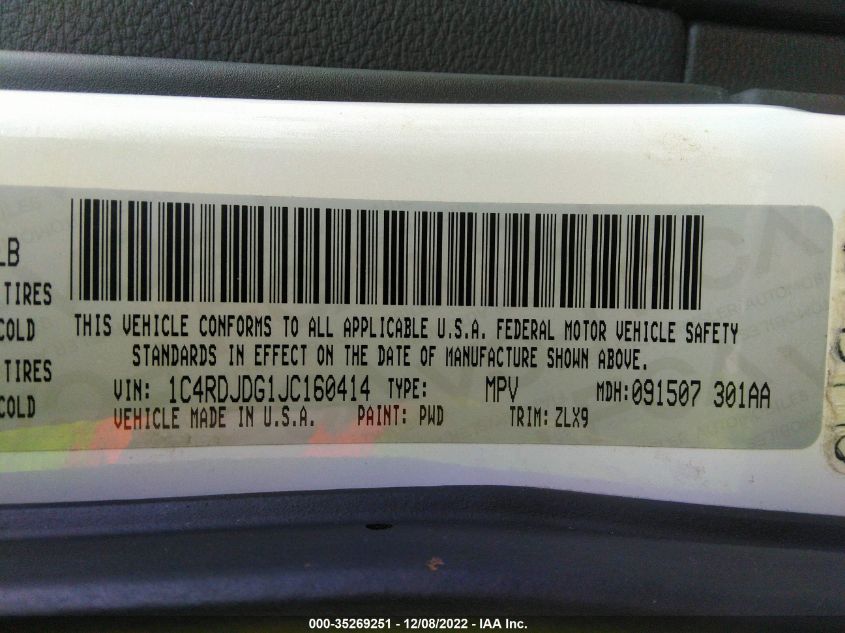 LB
TIRES
COLD
TIRES
COLD
THIS VEHICLE CONFORMS TO ALL APPLICABLE U.S.A. FEDERAL MOTOR VEHICLE SAFETY
STANDARDS IN EFFECT ON THE DATE OF MANUFACTURE SHOWN ABOVE.
VIN: 1C4RDJDG1JC160414 TYPE: MPV MDH:091507 301AA
VEHICLE MADE IN U.S.A. PAINT: PWD TRIM: ZLX9
000-35269251 - 12/08/2022 - IAA Inc.